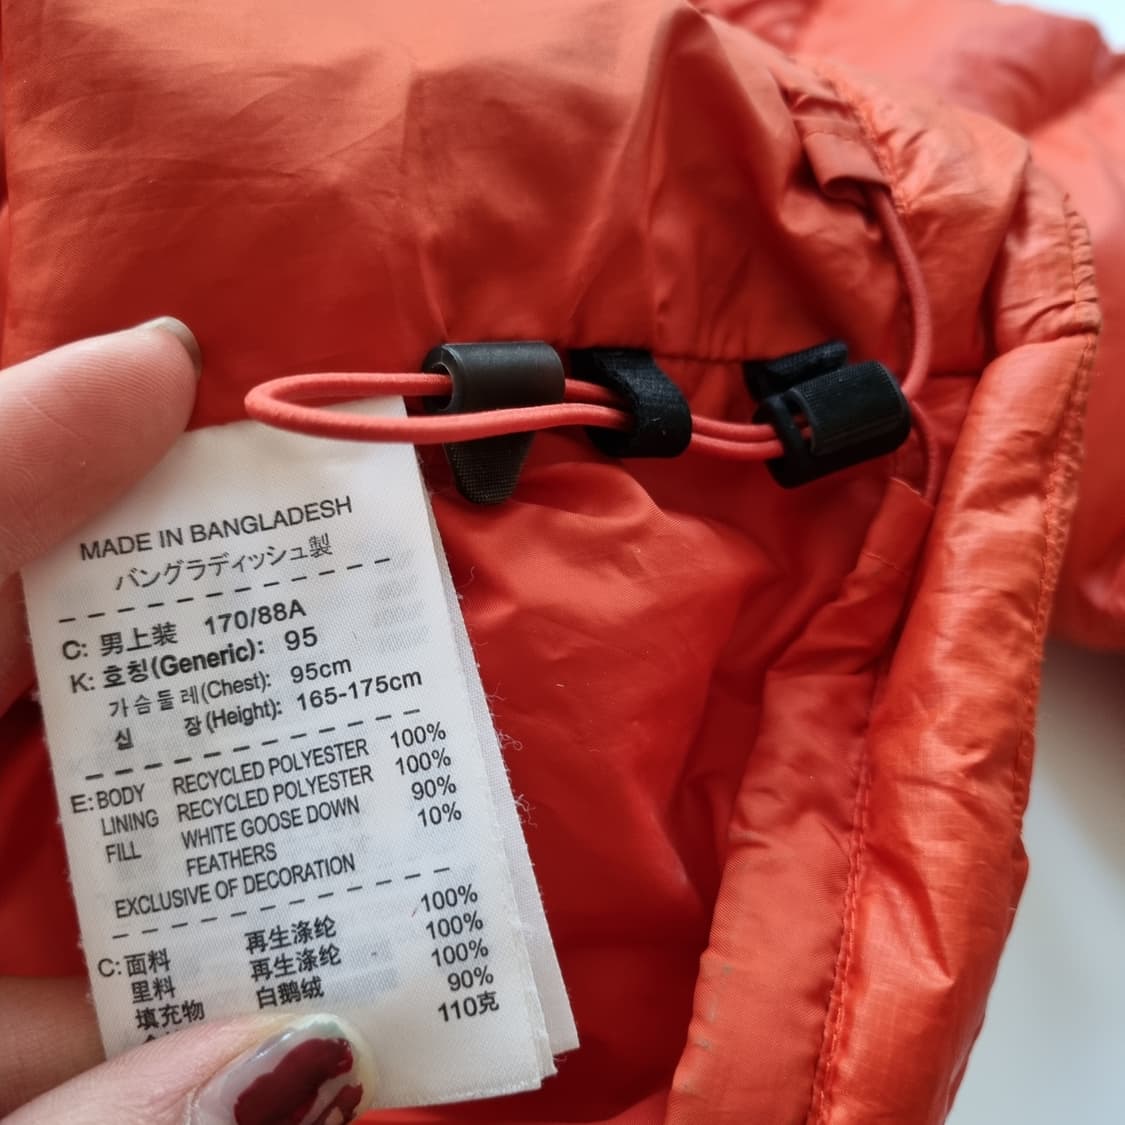 MADE IN BANGLADESH
バングラディッシュ製
C: 男上装 170/88A
K: 호칭(Generic): 95
가슴둘레(Chest): 95cm
신 장(Height): 165-175cm
E: BODY RECYCLED POLYESTER 100%
LINING RECYCLED POLYESTER 100%
FILL WHITE GOOSE DOWN 90%
FEATHERS 10%
EXCLUSIVE OF DECORATION
C: 面料 再生涤纶 100%
里料 再生涤纶 100%
填充物 白鹅绒 100%
90%
110克